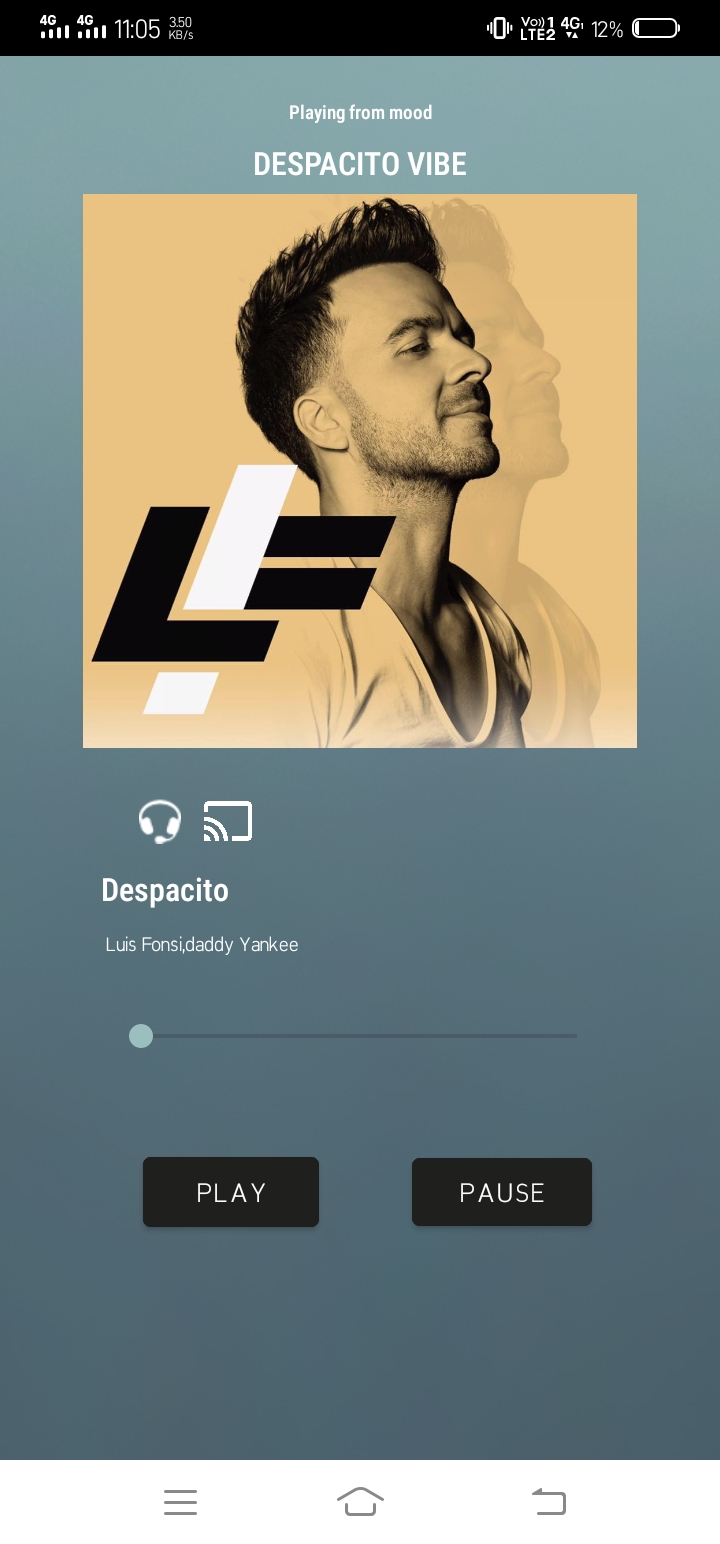 4G 4G 11:05 3.50 KB/s Vo)) 1 LTE2 4G 12%
Playing from mood
DESPACITO VIBE
LF
Despacito
Luis Fonsi,daddy Yankee
PLAY PAUSE